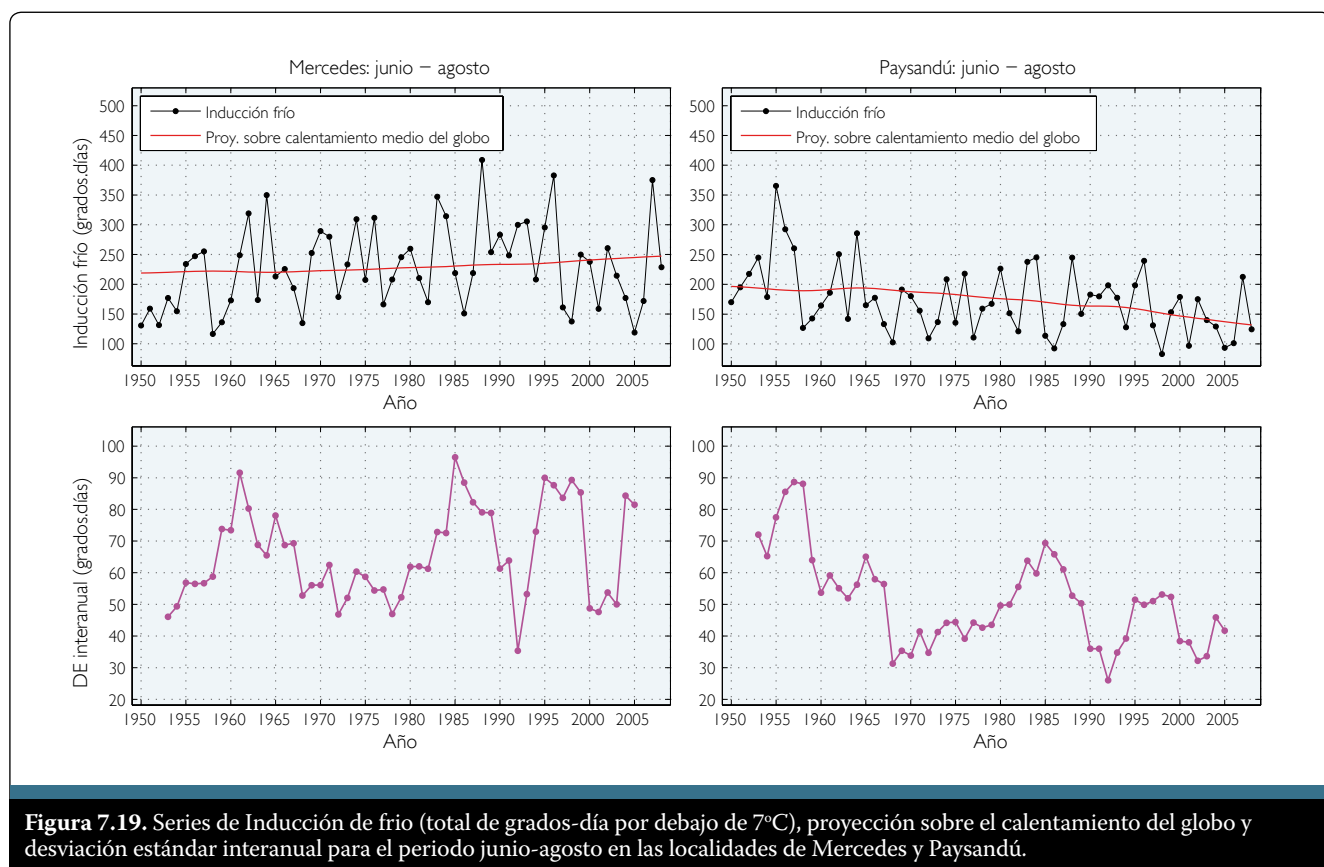 Mercedes: junio – agosto
Inducción frío (grados.días)
500
450
400
350
300
250
200
150
100
Inducción frío
Proy. sobre calentamiento medio del globo
1950 1955 1960 1965 1970 1975 1980 1985 1990 1995 2000 2005
Año
Paysandú: junio – agosto
500
450
400
350
300
250
200
150
100
Inducción frío
Proy. sobre calentamiento medio del globo
1950 1955 1960 1965 1970 1975 1980 1985 1990 1995 2000 2005
Año
DE interanual (grados.días)
100
90
80
70
60
50
40
30
20
1950 1955 1960 1965 1970 1975 1980 1985 1990 1995 2000 2005
Año
100
90
80
70
60
50
40
30
20
1950 1955 1960 1965 1970 1975 1980 1985 1990 1995 2000 2005
Año
Figura 7.19. Series de Inducción de frio (total de grados-día por debajo de 7ºC), proyección sobre el calentamiento del globo y
desviación estándar interanual para el periodo junio-agosto en las localidades de Mercedes y Paysandú.